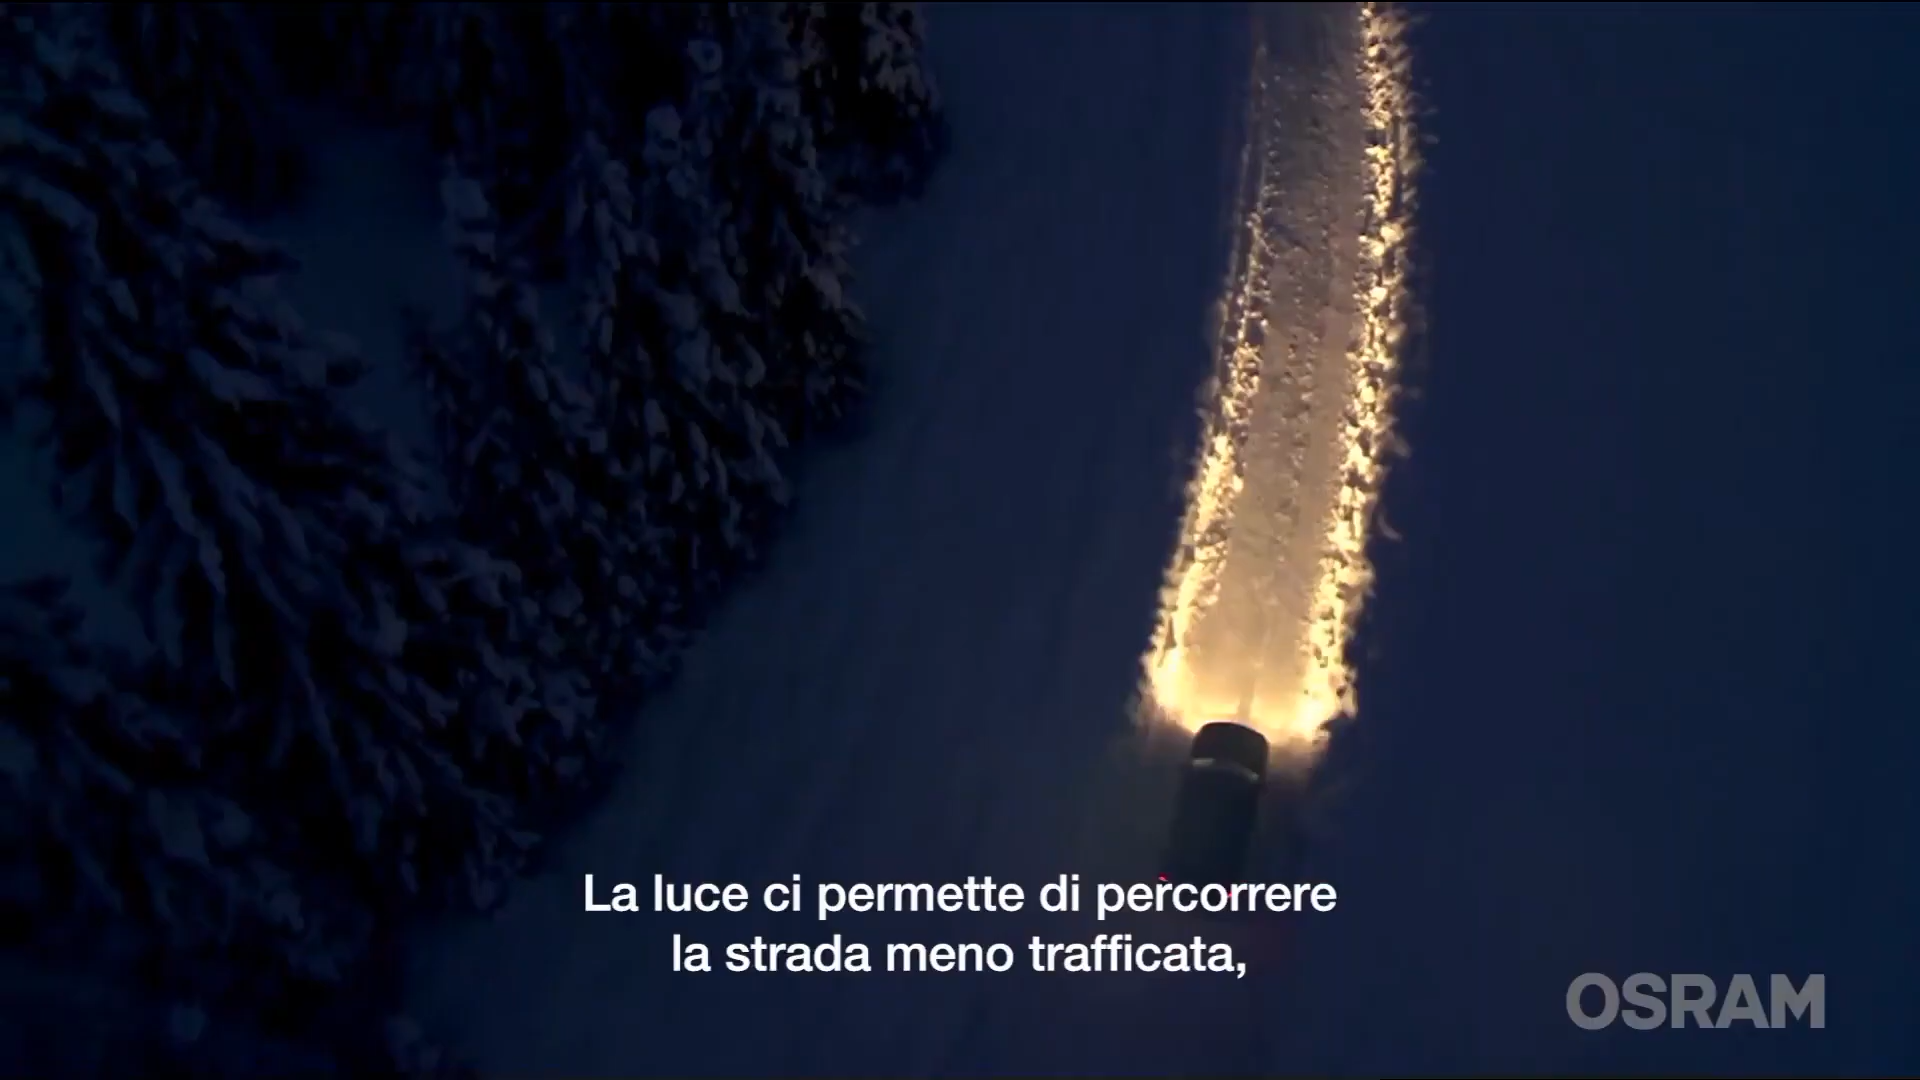 La luce ci permette di percorrere
la strada meno trafficata,
OSRAM